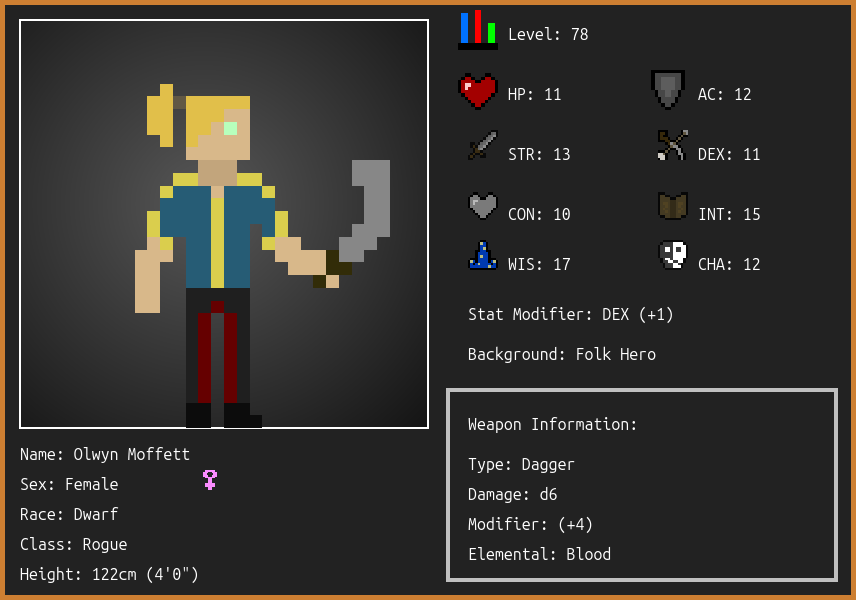 Level: 78
HP: 11
AC: 12
STR: 13
DEX: 11
CON: 10
INT: 15
WIS: 17
CHA: 12
Stat Modifier: DEX (+1)
Background: Folk Hero
Weapon Information:
Type: Dagger
Damage: d6
Modifier: (+4)
Elemental: Blood
Name: Olwyn Moffett
Sex: Female
Race: Dwarf
Class: Rogue
Height: 122cm (4'0")